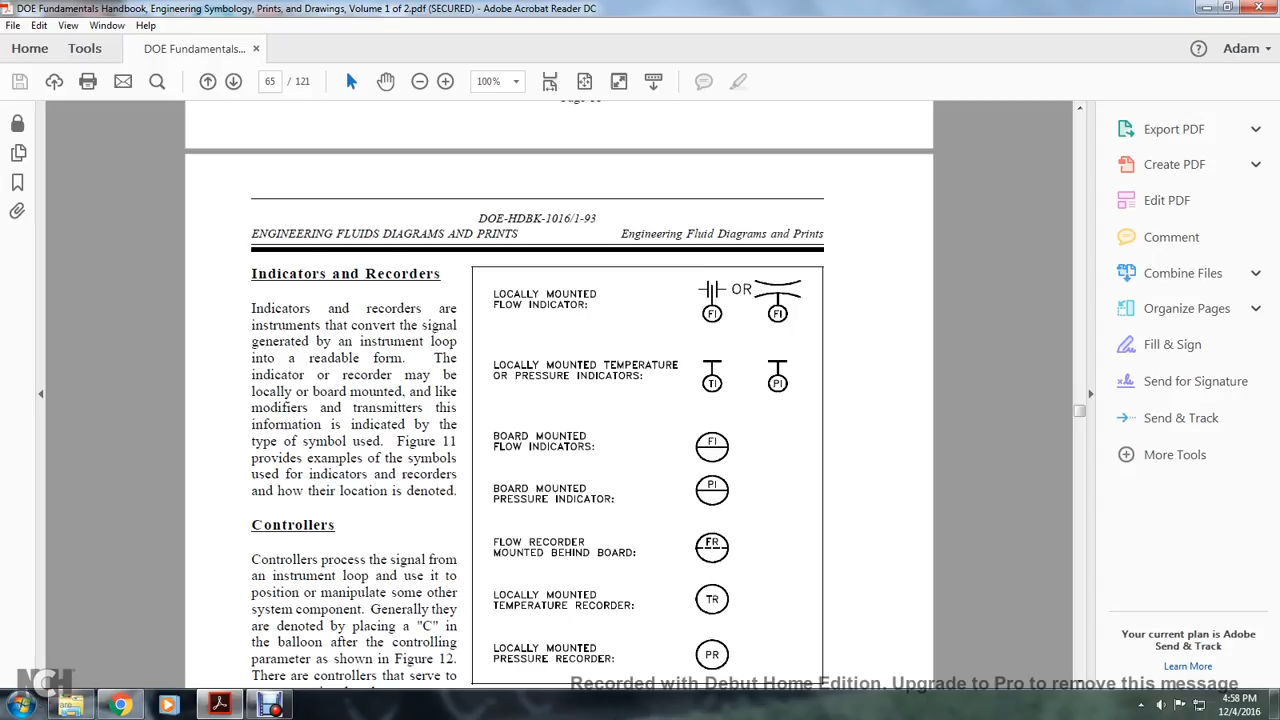 DOE Fundamentals Handbook, Engineering Symbology, Prints, and Drawings, Volume 1 of 2.pdf (SECURED) - Adobe Acrobat Reader DC
File Edit View Window Help
Home Tools DOE Fundamentals... × Adam
65 / 121 100%
DOE-HDBK-1016/1-93
ENGINEERING FLUIDS DIAGRAMS AND PRINTS Engineering Fluid Diagrams and Prints
Indicators and Recorders
Indicators and recorders are
instruments that convert the signal
generated by an instrument loop
into a readable form. The
indicator or recorder may be
locally or board mounted, and like
modifiers and transmitters this
information is indicated by the
type of symbol used. Figure 11
provides examples of the symbols
used for indicators and recorders
and how their location is denoted.
Controllers
Controllers process the signal from
an instrument loop and use it to
position or manipulate some other
system component. Generally they
are denoted by placing a "C" in
the balloon after the controlling
parameter as shown in Figure 12.
There are controllers that serve to
LOCALLY MOUNTED
FLOW INDICATOR:
OR
FI FI
LOCALLY MOUNTED TEMPERATURE
OR PRESSURE INDICATORS:
TI PI
BOARD MOUNTED
FLOW INDICATORS:
FI
BOARD MOUNTED
PRESSURE INDICATOR:
PI
FLOW RECORDER
MOUNTED BEHIND BOARD:
FR
LOCALLY MOUNTED
TEMPERATURE RECORDER:
TR
LOCALLY MOUNTED
PRESSURE RECORDER:
PR
Export PDF
Create PDF
Edit PDF
Comment
Combine Files
Organize Pages
Fill & Sign
Send for Signature
Send & Track
More Tools
Your current plan is Adobe
Send & Track
Learn More
NCH
Recorded with Debut Home Edition. Upgrade to Pro to remove this message
4:58 PM
12/4/2016